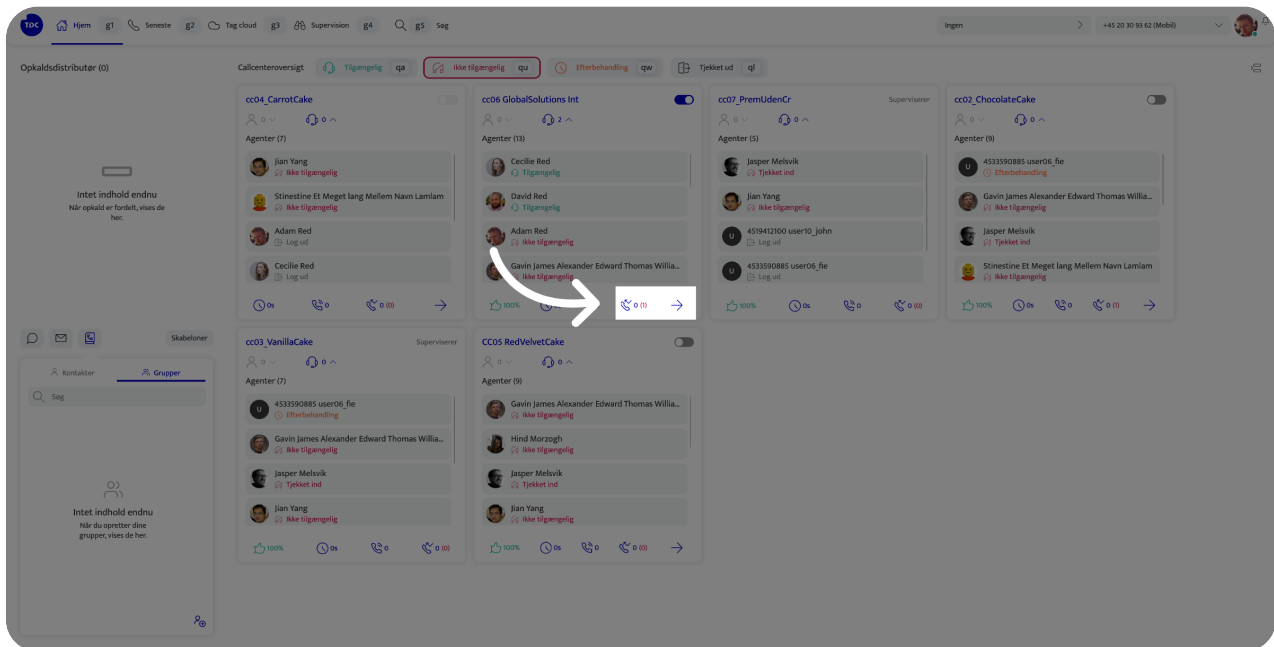 TDC
Hjem g1
Seneste g2
Tag cloud g3
Supervision g4
g5 Søg
Ingen
+45 20 30 93 62 (Mobil)
Opkaldsdistributør (0)
Callcenteroversigt
Tilgængelig qa
Ikke tilgængelig qu
Efterbehandling qw
Tjekket ud ql
Intet indhold endnu
Når opkald er fordelt, vises de
her.
cc04_CarrotCake
0
0
Agenter (7)
Jian Yang
Ikke tilgængelig
Stinestine Et Meget lang Mellem Navn Lamlam
Ikke tilgængelig
Adam Red
Log ud
Cecilie Red
Log ud
0s 0 0 (0)
cc06 GlobalSolutions Int
0
2
Agenter (13)
Cecilie Red
Tilgængelig
David Red
Tilgængelig
Adam Red
Ikke tilgængelig
Gavin James Alexander Edward Thomas Willia...
Ikke tilgængelig
100%
0 (1)
cc07_PremUdenCr
Superviserer
0
0
Agenter (5)
Jasper Melsvik
Tjekket ind
Jian Yang
Ikke tilgængelig
U 4519412100 user10_john
Log ud
U 4533590885 user06_fie
Log ud
100% 0s 0 0 (0)
cc02_ChocolateCake
0
0
Agenter (9)
U 4533590885 user06_fie
Efterbehandling
Gavin James Alexander Edward Thomas Willia...
Ikke tilgængelig
Jasper Melsvik
Tjekket ind
Stinestine Et Meget lang Mellem Navn Lamlam
Ikke tilgængelig
100% 0s 0 0 (1)
Skabeloner
Kontakter
Grupper
Søg
Intet indhold endnu
Når du opretter dine
grupper, vises de her.
cc03_VanillaCake
Superviserer
0
0
Agenter (7)
U 4533590885 user06_fie
Efterbehandling
Gavin James Alexander Edward Thomas Willia...
Ikke tilgængelig
Jasper Melsvik
Tjekket ind
Jian Yang
Ikke tilgængelig
100% 0s 0 0 (0)
CC05 RedVelvetCake
0
0
Agenter (9)
Gavin James Alexander Edward Thomas Willia...
Ikke tilgængelig
Hind Morzogh
Ikke tilgængelig
Jasper Melsvik
Tjekket ind
Jian Yang
Ikke tilgængelig
100% 0s 0 0 (0)